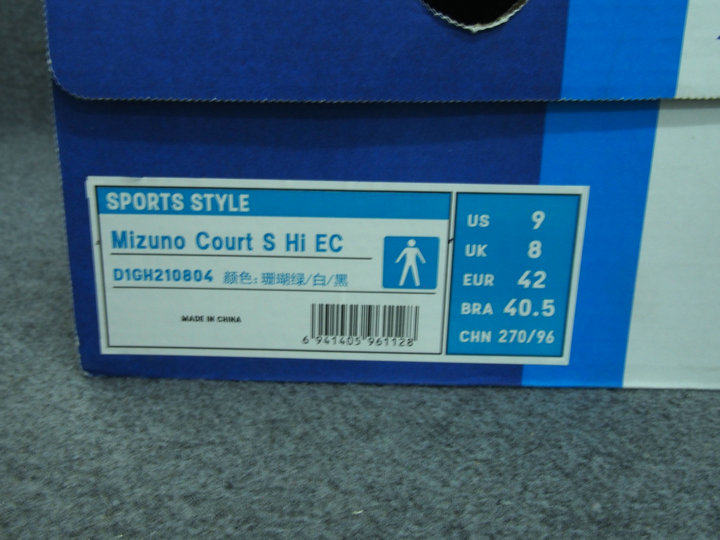 SPORTS STYLE
Mizuno Court S Hi EC
D1GH210804 颜色:珊瑚绿/白/黑
MADE IN CHINA
6 941405 961128
US 9
UK 8
EUR 42
BRA 40.5
CHN 270/96